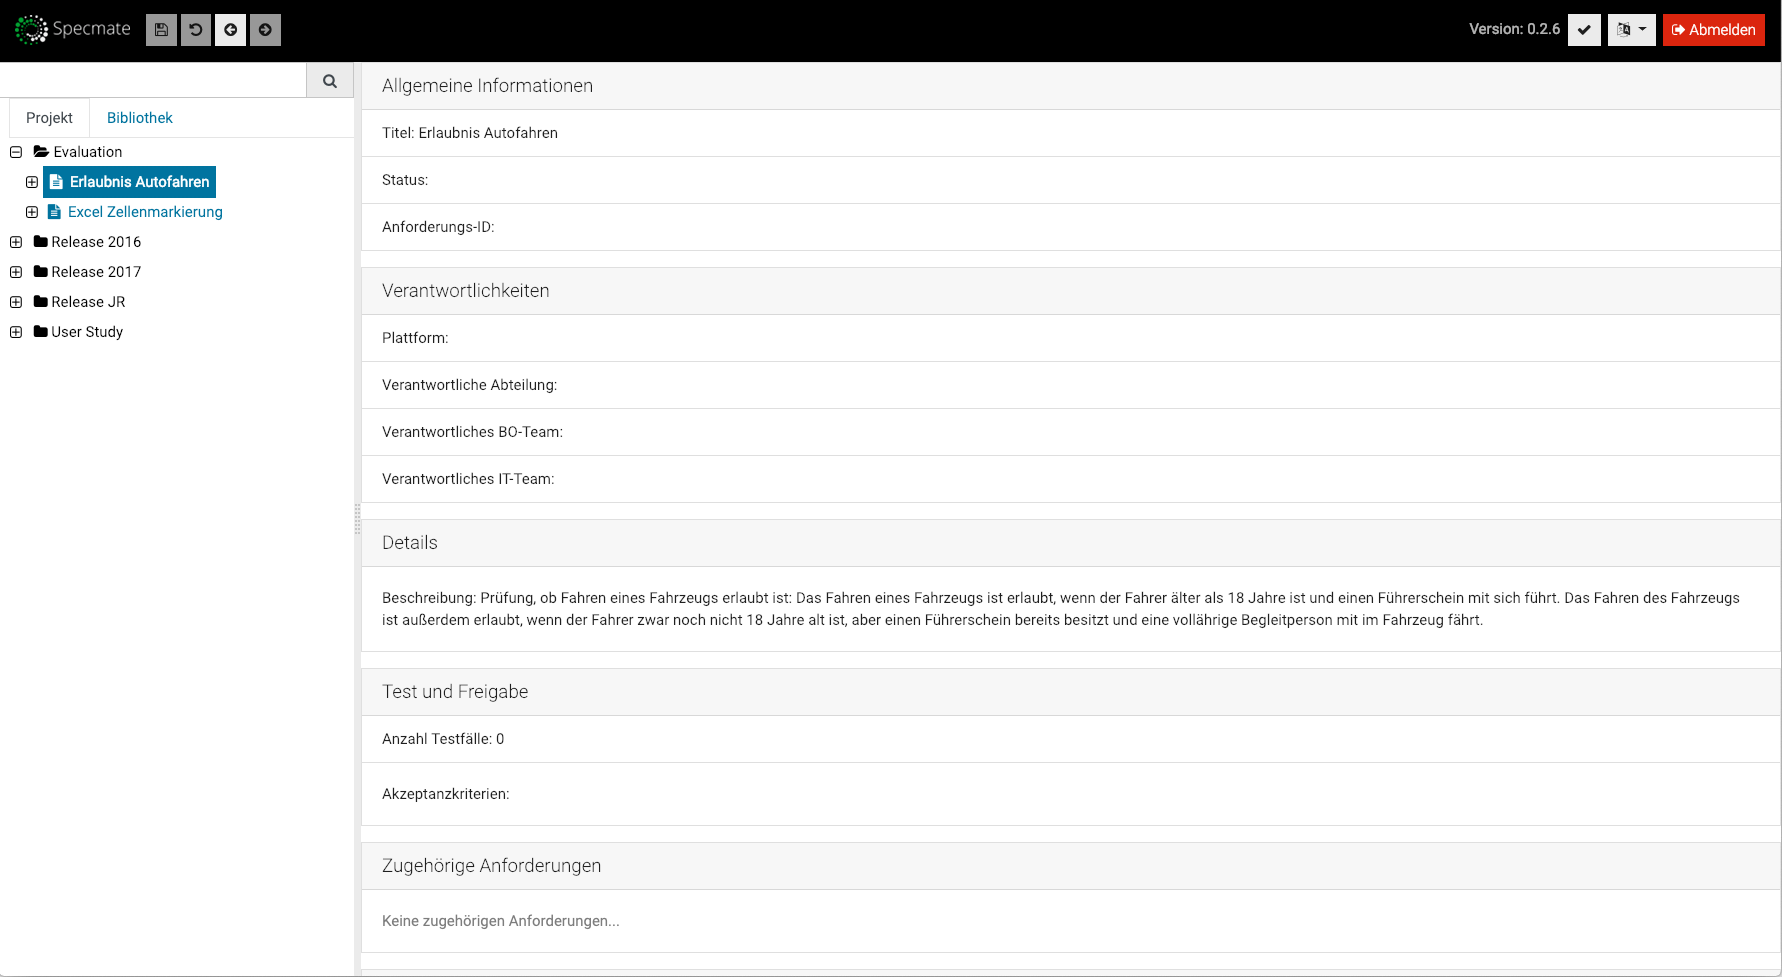 Specmate
Version: 0.2.6
Abmelden
Projekt
Bibliothek
Evaluation
Erlaubnis Autofahren
Excel Zellenmarkierung
Release 2016
Release 2017
Release JR
User Study
Allgemeine Informationen
Titel: Erlaubnis Autofahren
Status:
Anforderungs-ID:
Verantwortlichkeiten
Plattform:
Verantwortliche Abteilung:
Verantwortliches BO-Team:
Verantwortliches IT-Team:
Details
Beschreibung: Prüfung, ob Fahren eines Fahrzeugs erlaubt ist: Das Fahren eines Fahrzeugs ist erlaubt, wenn der Fahrer älter als 18 Jahre ist und einen Führerschein mit sich führt. Das Fahren des Fahrzeugs
ist außerdem erlaubt, wenn der Fahrer zwar noch nicht 18 Jahre alt ist, aber einen Führerschein bereits besitzt und eine vollährige Begleitperson mit im Fahrzeug fährt.
Test und Freigabe
Anzahl Testfälle: 0
Akzeptanzkriterien:
Zugehörige Anforderungen
Keine zugehörigen Anforderungen...